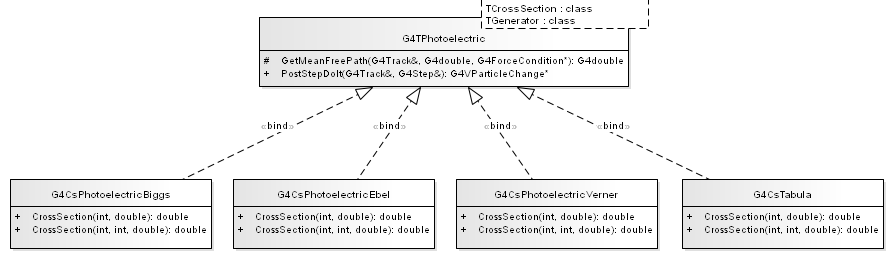 TCrossSection : class
TGenerator : class
G4TPhotoelectric
# GetMeanFreePath(G4Track&, G4double, G4ForceCondition*): G4double
+ PostStepDoIt(G4Track&, G4Step&): G4VParticleChange*
«bind» «bind» «bind» «bind»
G4CsPhotoelectricBiggs
+ CrossSection(int, double): double
+ CrossSection(int, int, double): double
G4CsPhotoelectricEbel
+ CrossSection(int, double): double
+ CrossSection(int, int, double): double
G4CsPhotoelectricVerner
+ CrossSection(int, double): double
+ CrossSection(int, int, double): double
G4CsTabula
+ CrossSection(int, double): double
+ CrossSection(int, int, double): double